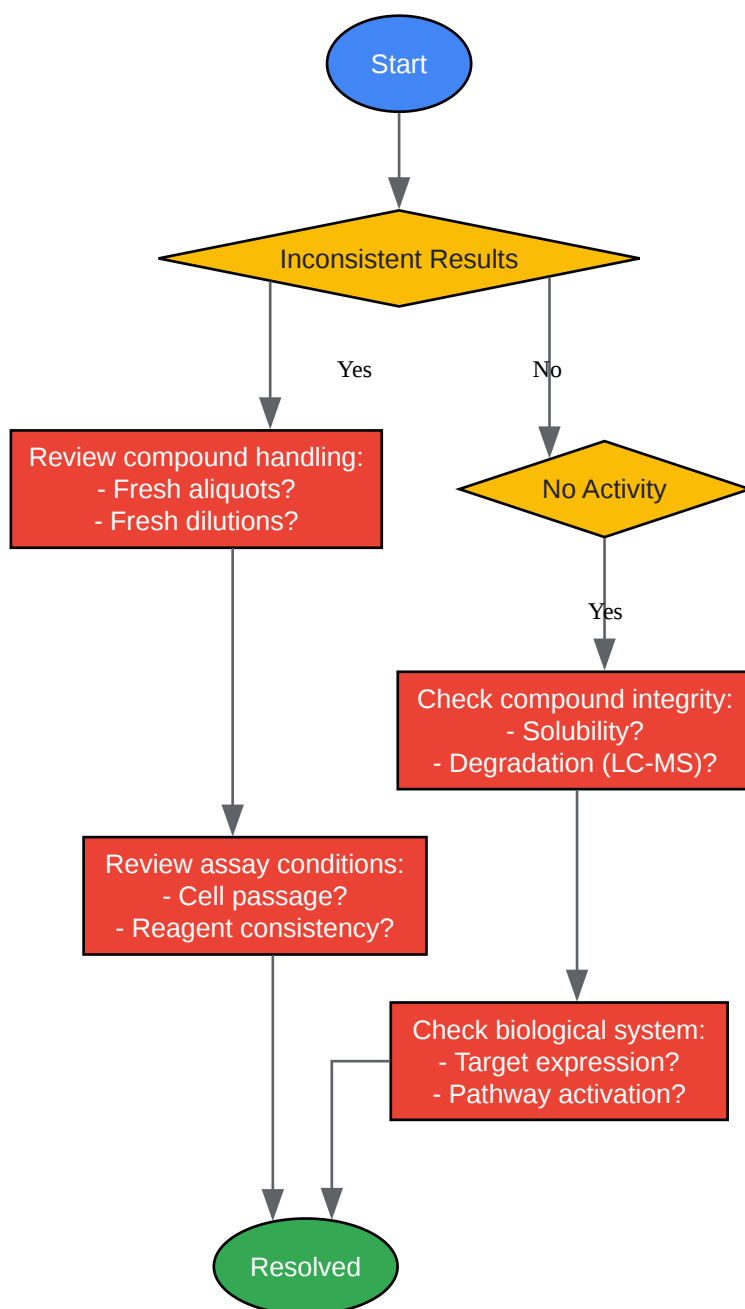 Start
Inconsistent Results
Yes
No
Review compound handling:
- Fresh aliquots?
- Fresh dilutions?
No Activity
Yes
Check compound integrity:
- Solubility?
- Degradation (LC-MS)?
Review assay conditions:
- Cell passage?
- Reagent consistency?
Check biological system:
- Target expression?
- Pathway activation?
Resolved